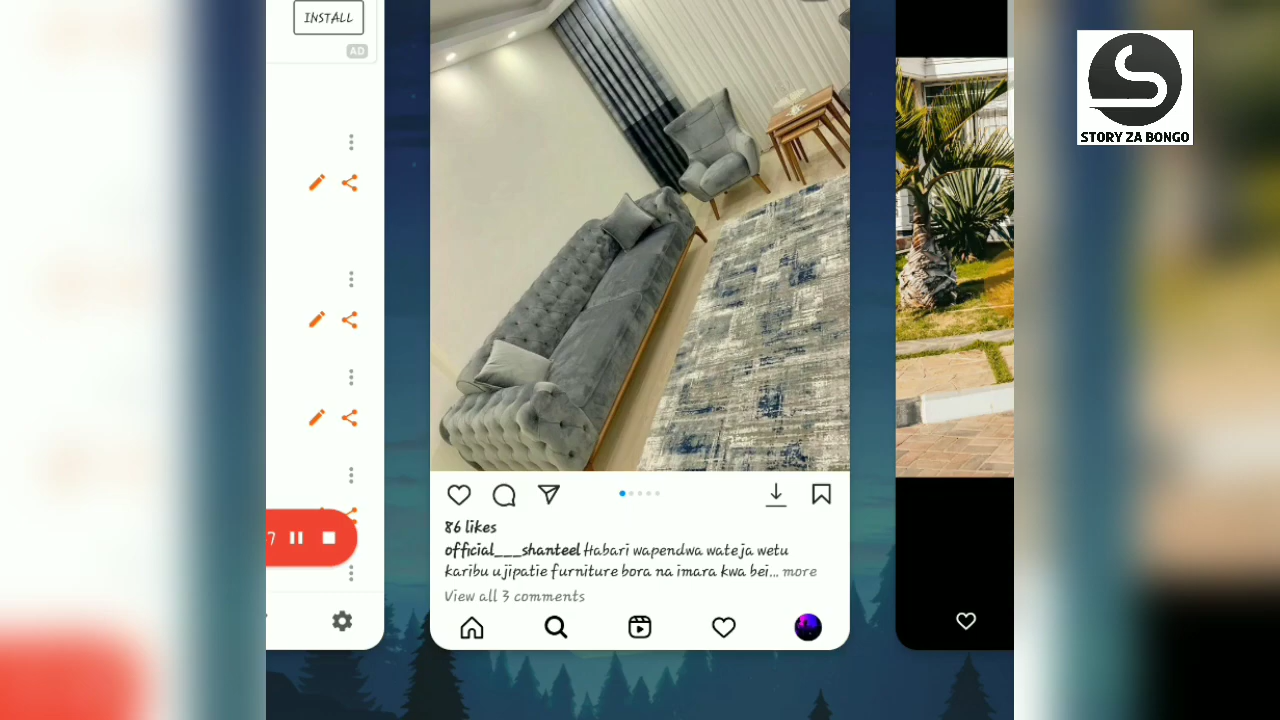 INSTALL
AD
7
STORY ZA BONGO
86 likes
official___shanteel Habari wapendwa wateja wetu
karibu ujipatie furniture bora na imara kwa bei... more
View all 3 comments